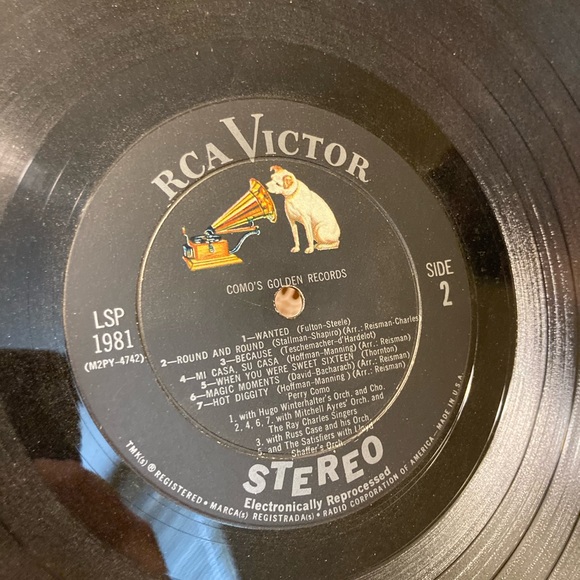 RCA VICTOR
COMO'S GOLDEN RECORDS
SIDE
2
LSP
1981
(M2PY-4742)
1—WANTED (Fulton-Steele)
2—ROUND AND ROUND (Stallman-Shapiro)(Arr.: Reisman-Charles)
3—BECAUSE (Teschemacher-d'Hardelot)
4—MI CASA, SU CASA (Hoffman-Manning)(Arr.: Reisman)
5—WHEN YOU WERE SWEET SIXTEEN (Thornton)
6—MAGIC MOMENTS (David-Bacharach)(Arr.: Reisman)
7—HOT DIGGITY (Hoffman-Manning)(Arr.: Reisman)
Perry Como
1. with Hugo Winterhalter's Orch. and Cho.
2, 4, 6, 7. with Mitchell Ayres' Orch. and
The Ray Charles Singers
3. with Russ Case and his Orch.
5. and The Satisfiers with Lloyd
Shaffer's Orch.
STEREO
Electronically Reprocessed
TMK(s) ® REGISTERED • MARCA(s) REGISTRADA(s) • RADIO CORPORATION OF AMERICA — MADE IN U.S.A.